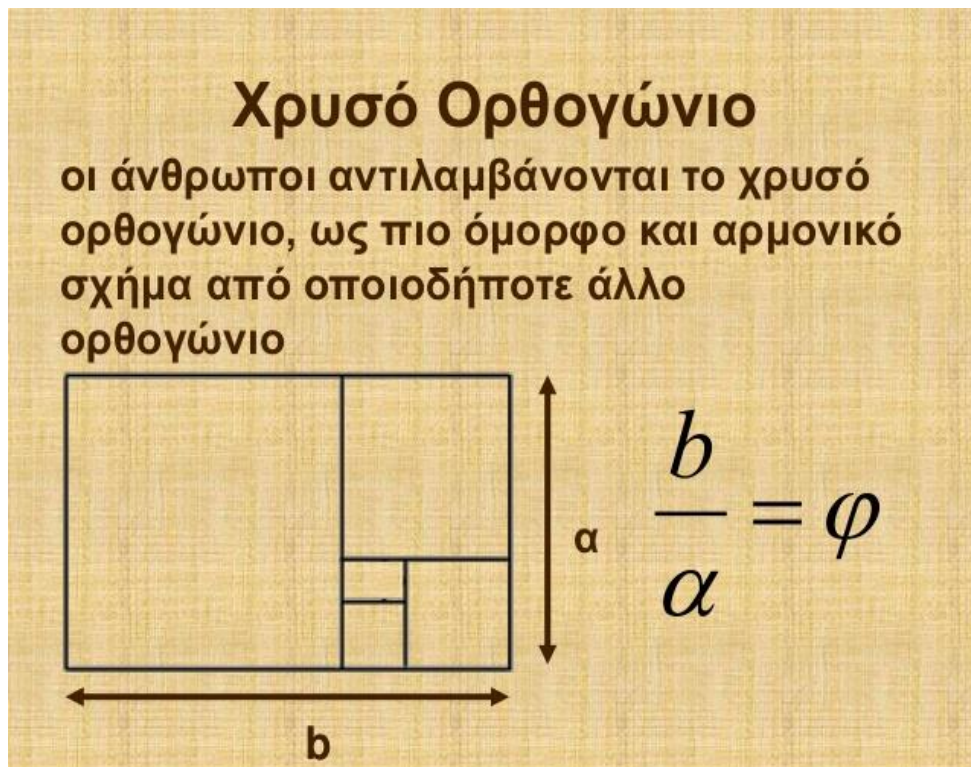 Χρυσό Ορθογώνιο
οι άνθρωποι αντιλαμβάνονται το χρυσό
ορθογώνιο, ως πιο όμορφο και αρμονικό
σχήμα από οποιοδήποτε άλλο
ορθογώνιο
α
b
b/α = φ